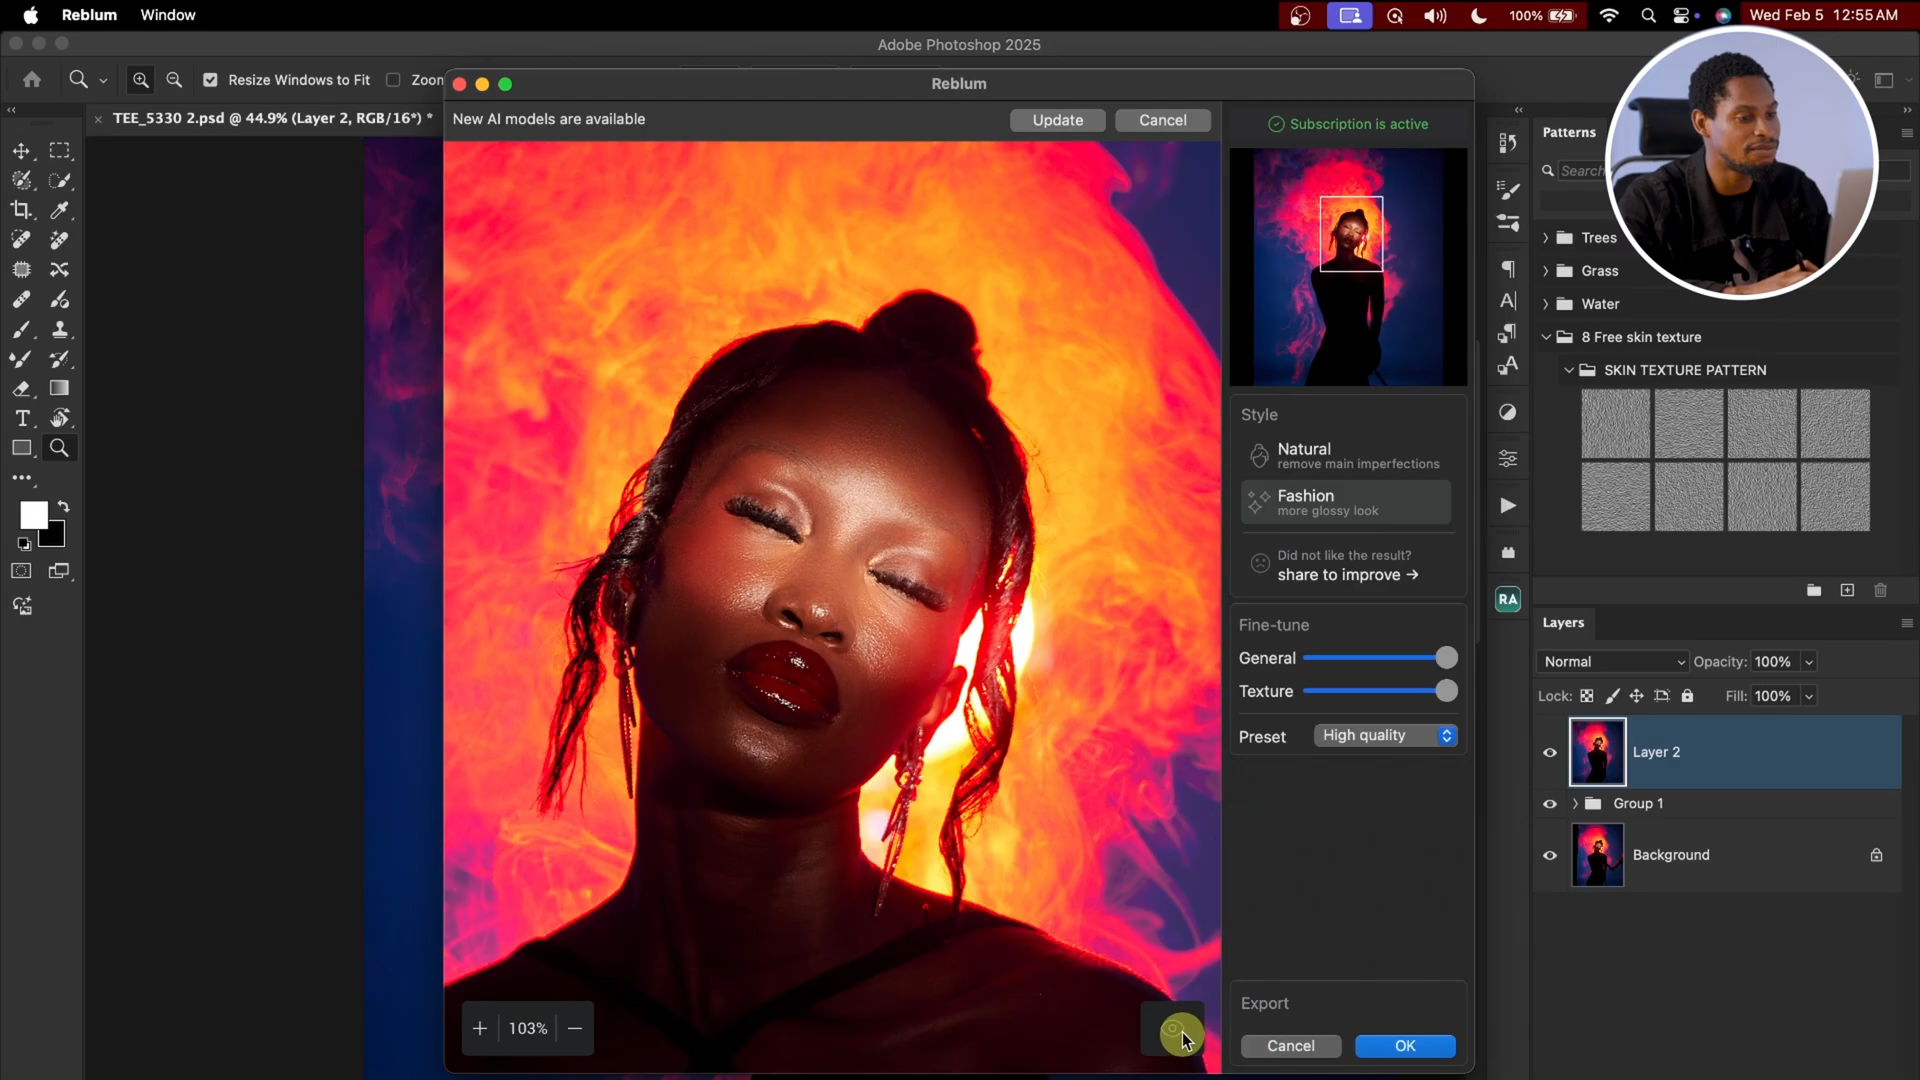 Reblum Window
100%
Wed Feb 5 12:55 AM
Adobe Photoshop 2025
Resize Windows to Fit
Zoon
TEE_5330 2.psd @ 44.9% (Layer 2, RGB/16*) *
Reblum
New AI models are available
Update
Cancel
Subscription is active
Style
Natural
remove main imperfections
Fashion
more glossy look
Did not like the result?
share to improve →
Fine-tune
General
Texture
Preset
High quality
Export
Cancel
OK
103%
RA
Patterns
Search
Trees
Grass
Water
8 Free skin texture
SKIN TEXTURE PATTERN
Layers
Normal
Opacity: 100%
Lock:
Fill: 100%
Layer 2
Group 1
Background